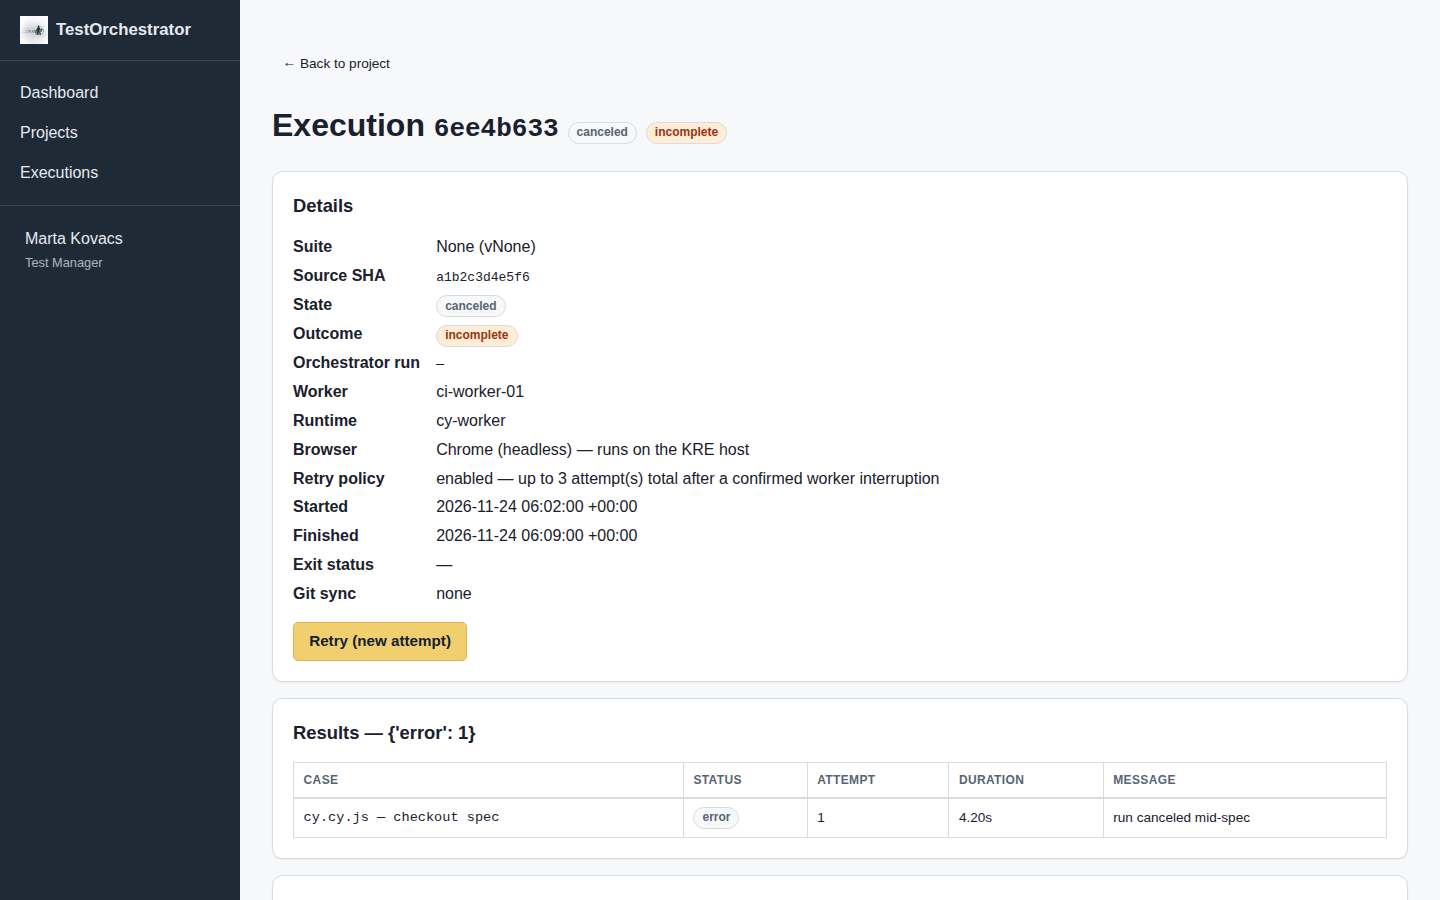 TestOrchestrator
Dashboard
Projects
Executions
Marta Kovacs
Test Manager
← Back to project
Execution 6ee4b633 canceled incomplete
Details
Suite None (vNone)
Source SHA a1b2c3d4e5f6
State canceled
Outcome incomplete
Orchestrator run –
Worker ci-worker-01
Runtime cy-worker
Browser Chrome (headless) — runs on the KRE host
Retry policy enabled — up to 3 attempt(s) total after a confirmed worker interruption
Started 2026-11-24 06:02:00 +00:00
Finished 2026-11-24 06:09:00 +00:00
Exit status —
Git sync none
Retry (new attempt)
Results — {'error': 1}
CASE STATUS ATTEMPT DURATION MESSAGE
cy.cy.js — checkout spec error 1 4.20s run canceled mid-spec